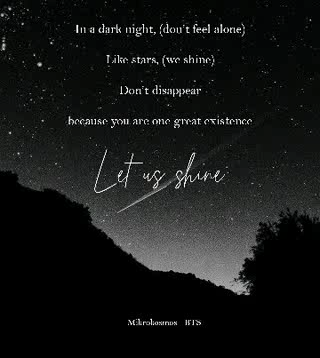 In a dark night, (don't feel alone)
Like stars, (we shine)
Don't disappear
because you are one great existence
Let us shine
Mikrokosmos - BTS